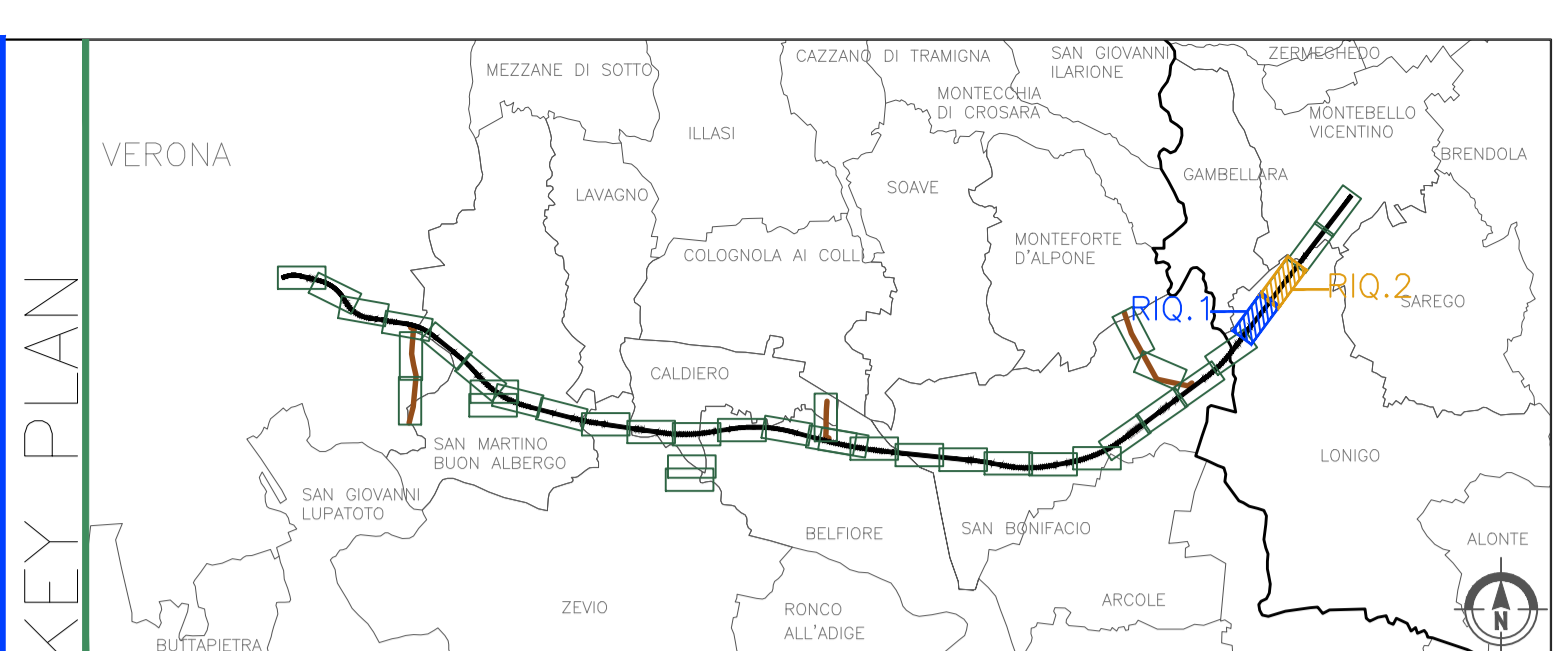 KEY PLAN
MEZZANE DI SOTTO
CAZZANO DI TRAMIGNA
SAN GIOVANNI
ILARIONE
ZERMEGHEDO
MONTECCHIA
DI CROSARA
MONTEBELLO
VICENTINO
ILLASI
VERONA
BRENDOLA
GAMBELLARA
SOAVE
LAVAGNO
MONTEFORTE
D'ALPONE
COLOGNOLA AI COLLI
RIQ.2
SAREGO
RIQ.1
CALDIERO
SAN MARTINO
BUON ALBERGO
LONIGO
SAN GIOVANNI
LUPATOTO
BELFIORE
SAN BONIFACIO
ALONTE
ZEVIO
RONCO
ALL'ADIGE
ARCOLE
N
BUTTAPIETRA